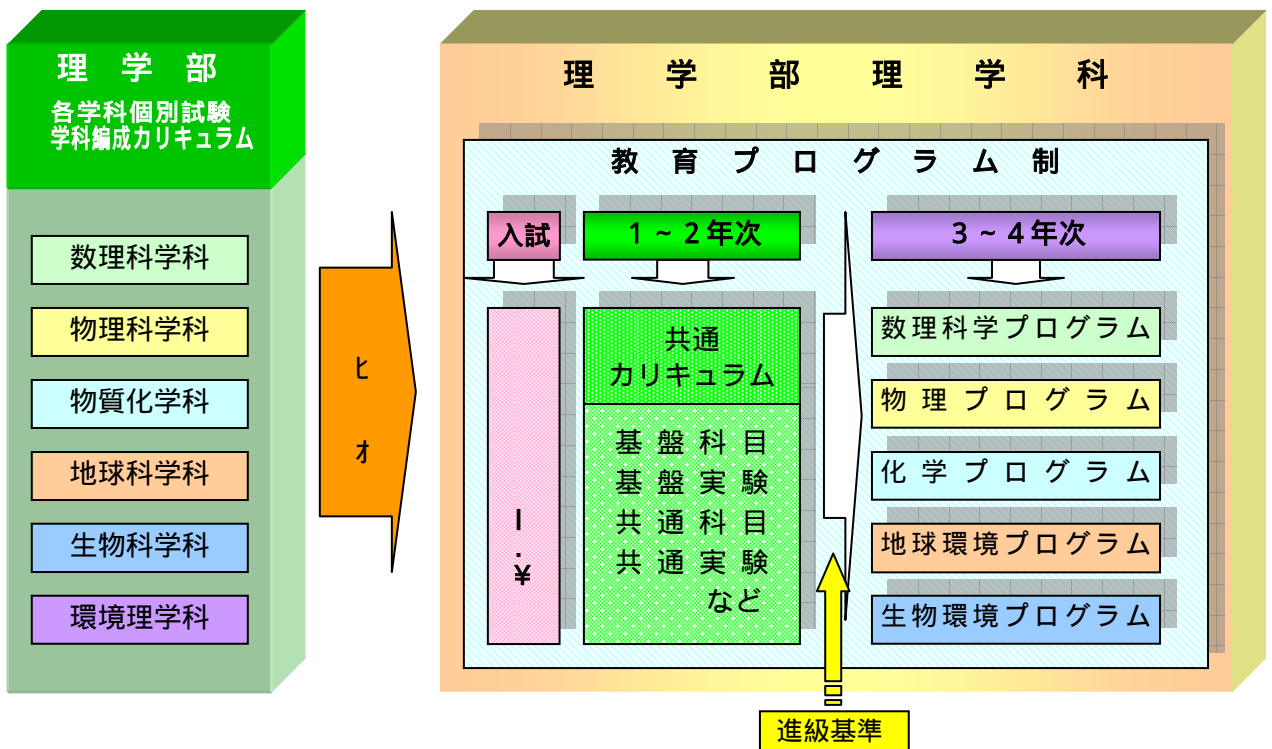 理学部
各学科個別試験
学科編成カリキュラム
数理科学科
物理科学科
物質化学科
地球科学科
生物科学科
環境理学科
ヒ
オ
理学部理学科
教育プログラム制
入試
1~2年次
3~4年次
共通
カリキュラム
基盤科目
基盤実験
共通科目
共通実験
など
数理科学プログラム
物理プログラム
化学プログラム
地球環境プログラム
生物環境プログラム
進級基準